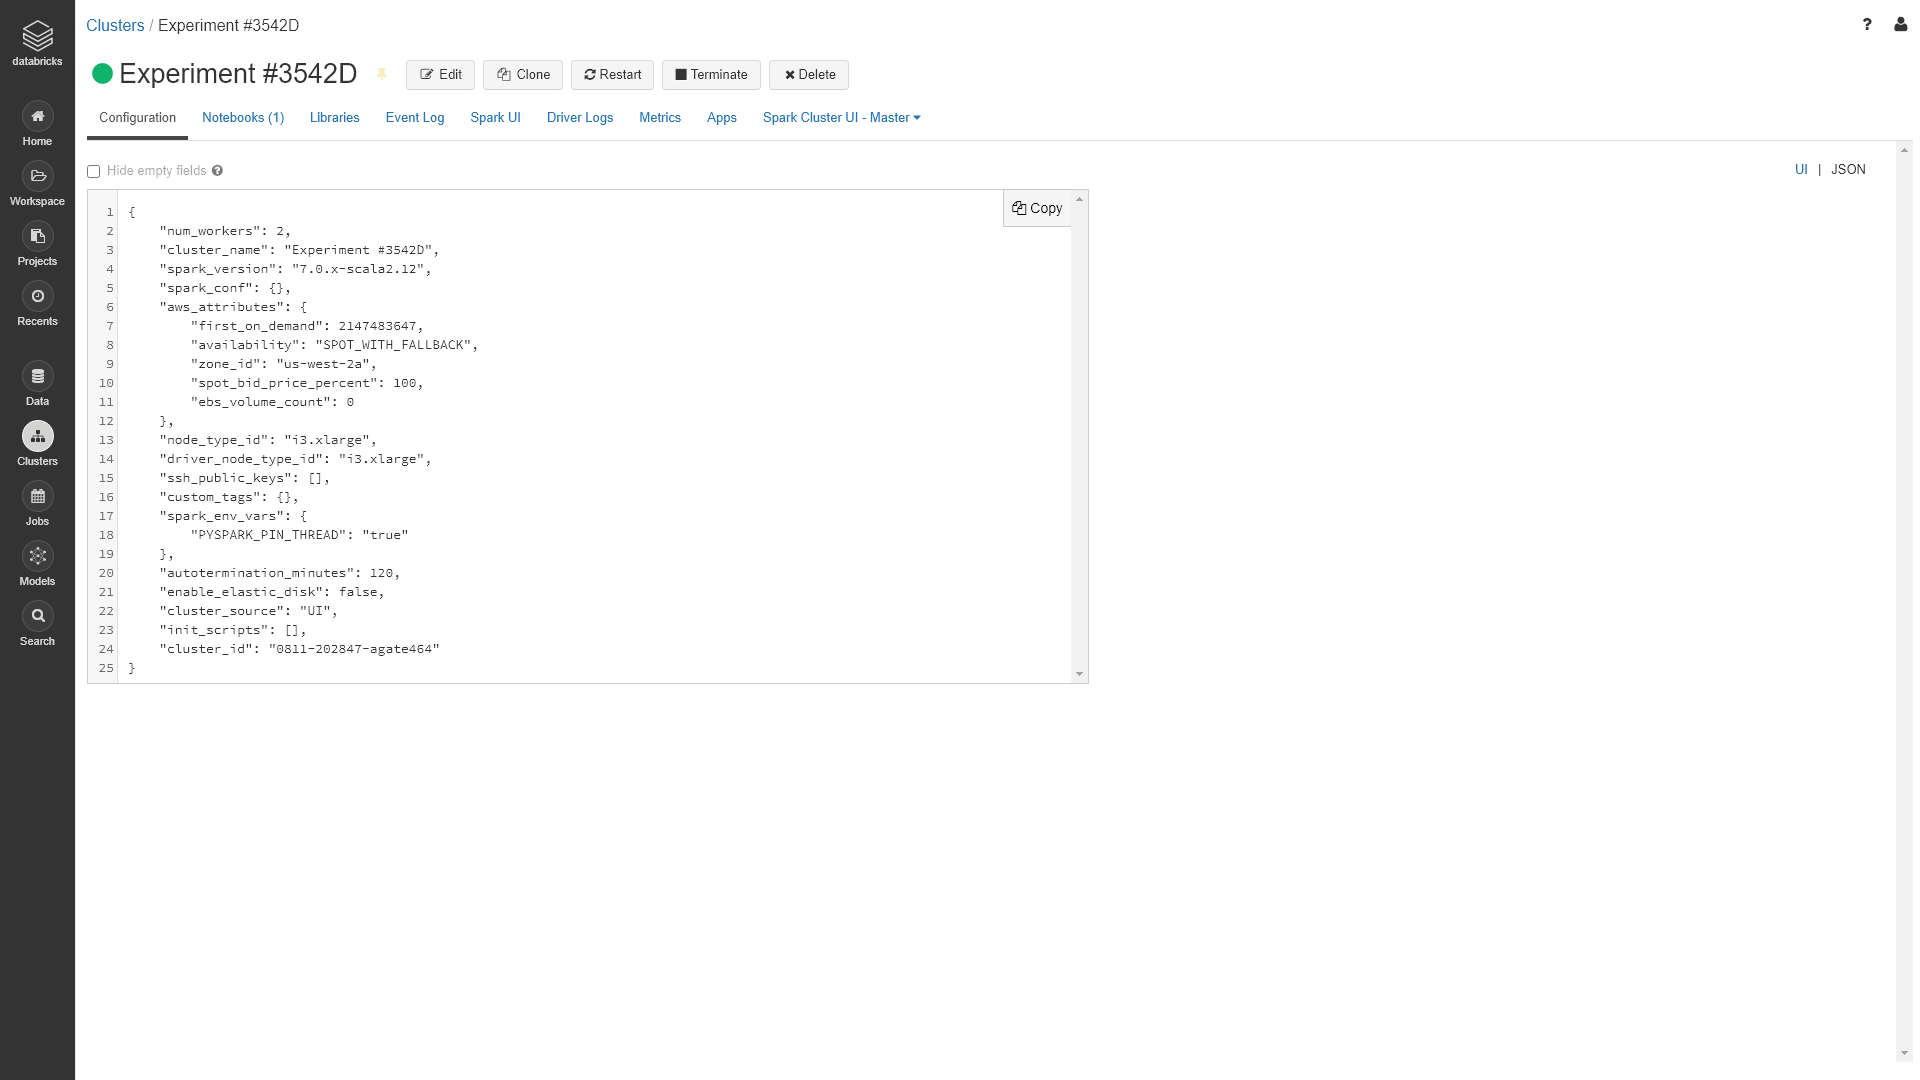 databricks
Home
Workspace
Projects
Recents
Data
Clusters
Jobs
Models
Search
Clusters / Experiment #3542D
?
Experiment #3542D
Edit
Clone
Restart
Terminate
Delete
Configuration
Notebooks (1)
Libraries
Event Log
Spark UI
Driver Logs
Metrics
Apps
Spark Cluster UI - Master
Hide empty fields ?
UI | JSON
Copy
1 {
2     "num_workers": 2,
3     "cluster_name": "Experiment #3542D",
4     "spark_version": "7.0.x-scala2.12",
5     "spark_conf": {},
6     "aws_attributes": {
7         "first_on_demand": 2147483647,
8         "availability": "SPOT_WITH_FALLBACK",
9         "zone_id": "us-west-2a",
10         "spot_bid_price_percent": 100,
11         "ebs_volume_count": 0
12     },
13     "node_type_id": "i3.xlarge",
14     "driver_node_type_id": "i3.xlarge",
15     "ssh_public_keys": [],
16     "custom_tags": {},
17     "spark_env_vars": {
18         "PYSPARK_PIN_THREAD": "true"
19     },
20     "autotermination_minutes": 120,
21     "enable_elastic_disk": false,
22     "cluster_source": "UI",
23     "init_scripts": [],
24     "cluster_id": "0811-202847-agate464"
25 }